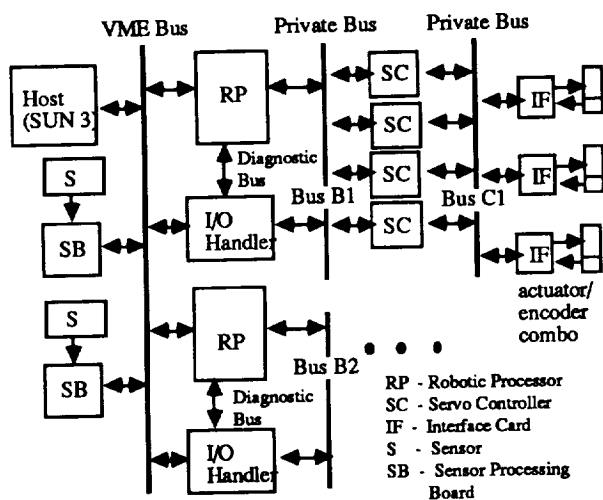 VME Bus
Private Bus
Private Bus
Host
(SUN 3)
RP
SC
SC
SC
SC
IF
IF
IF
S
SB
Diagnostic
Bus
I/O
Handler
Bus B1
Bus C1
actuator/
encoder
combo
S
SB
RP
Diagnostic
Bus
I/O
Handler
Bus B2
RP - Robotic Processor
SC - Servo Controller
IF - Interface Card
S - Sensor
SB - Sensor Processing
Board